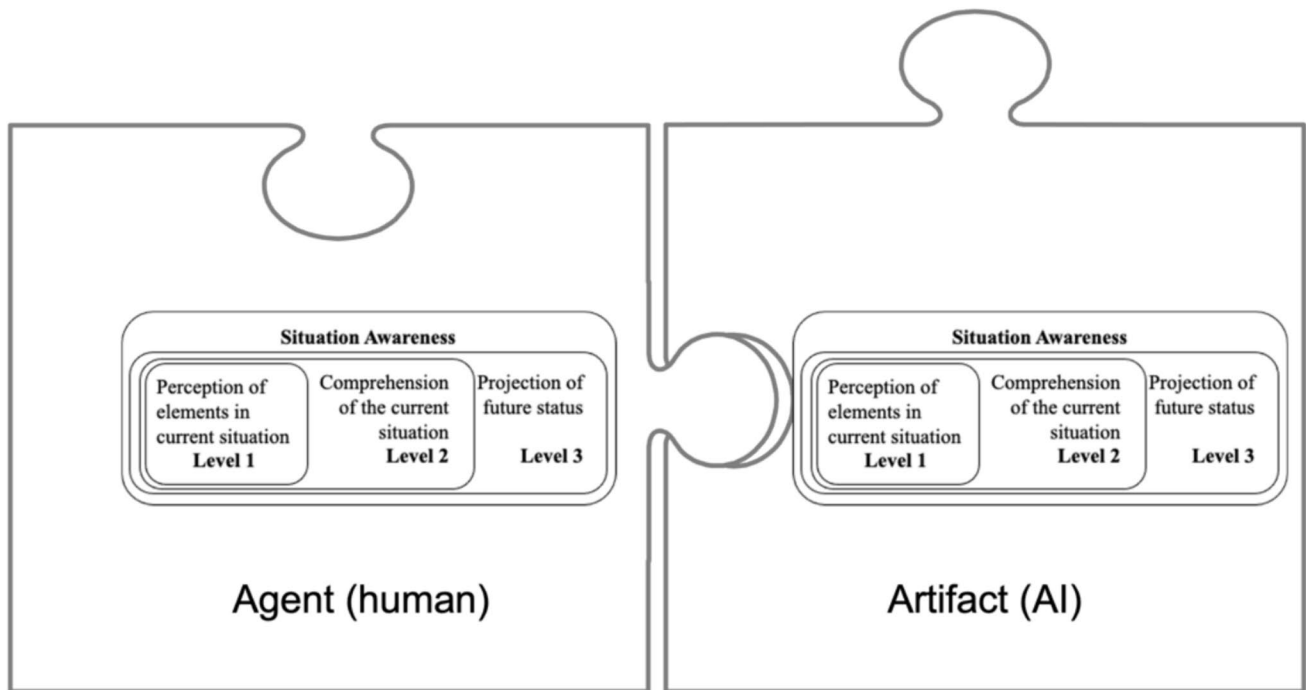 Situation Awareness
Perception of
elements in
current situation
Level 1
Comprehension
of the current
situation
Level 2
Projection of
future status
Level 3
Agent (human)
Situation Awareness
Perception of
elements in
current situation
Level 1
Comprehension
of the current
situation
Level 2
Projection of
future status
Level 3
Artifact (AI)